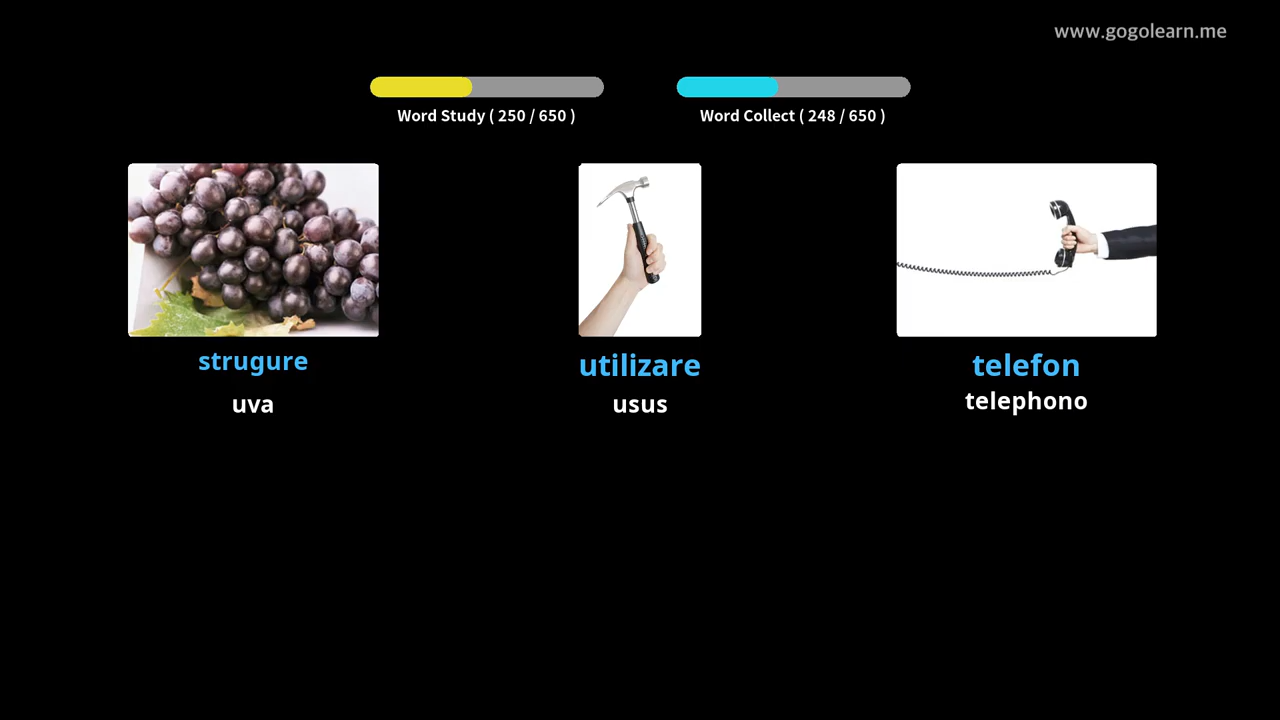 www.gogolearn.me
Word Study ( 250 / 650 )
Word Collect ( 248 / 650 )
strugure
utilizare
telefon
uva
usus
telephono